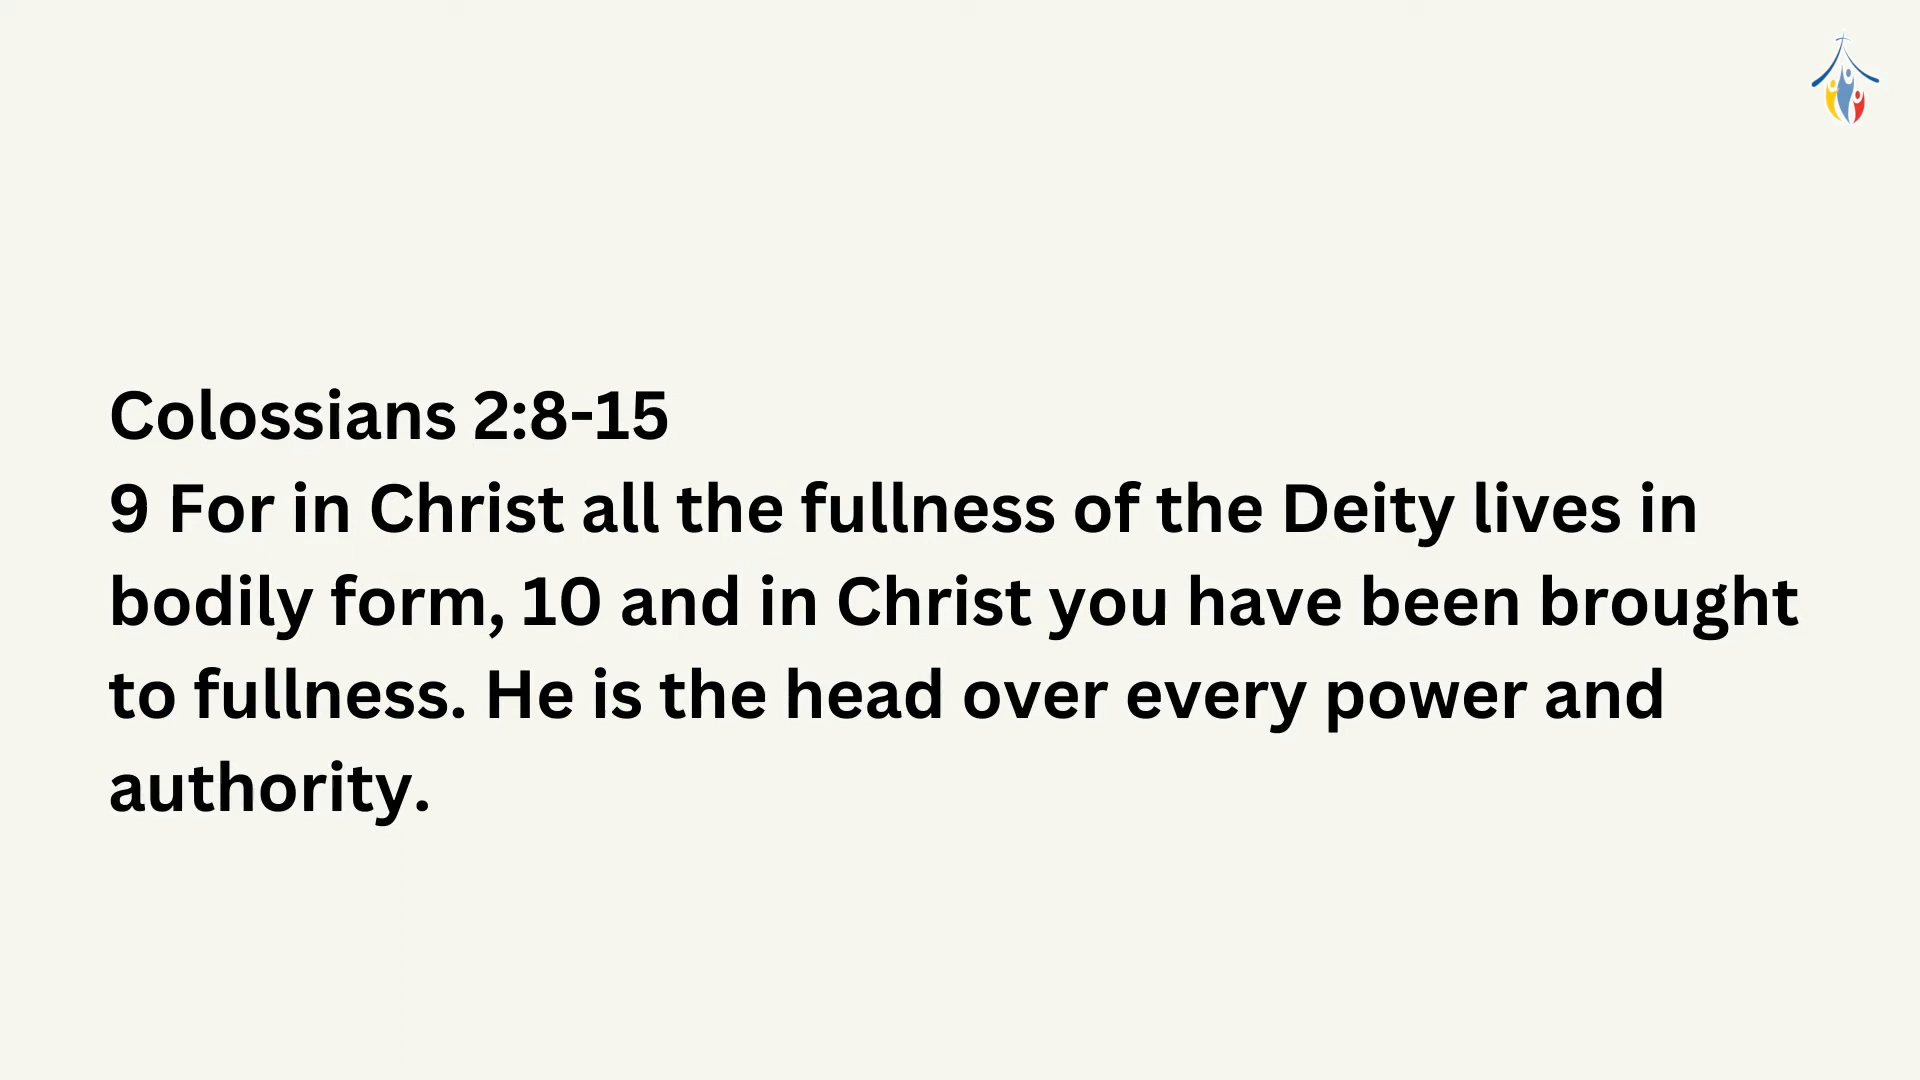 Colossians 2:8-15
9 For in Christ all the fullness of the Deity lives in
bodily form, 10 and in Christ you have been brought
to fullness. He is the head over every power and
authority.